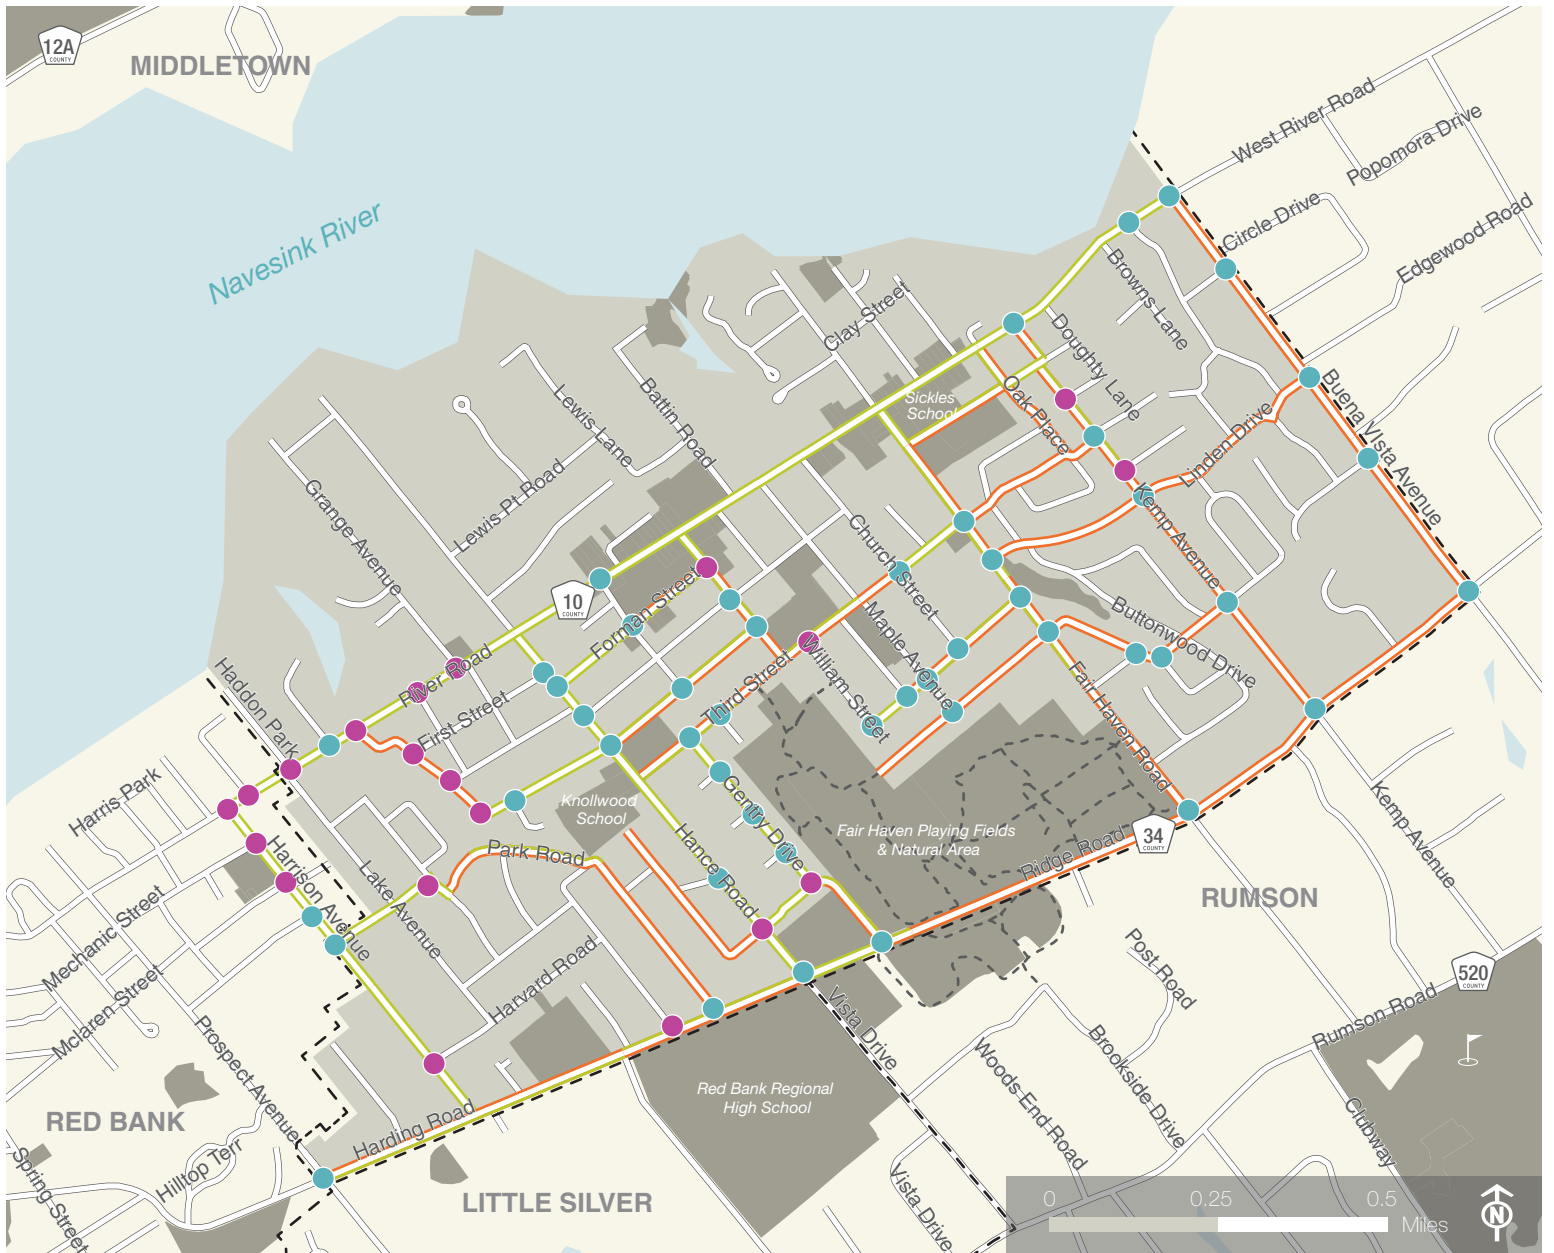 12A
COUNTY
MIDDLETOWN
West River Road
Popomora Drive
Navesink River
Circle Drive
Edgewood Road
Browns Lane
Clay Street
Doughty Lane
Buena VIsta Avenue
Oak Place
Sickles
School
Lewis Lane
Battin Road
Linden Drive
Grange Avenue
Lewis Pt Road
Kemp Avenue
Church Street
10
COUNTY
Forman Street
Buttonwood Drive
Maple Avenue
William Street
River Road
Haddon Park
First Street
Third Street
Fair Haven Road
Harris Park
Knollwood
School
Gentry Drive
Fair Haven Playing Fields
& Natural Area
34
COUNTY
Ridge Road
Kemp Avenue
Park Road
Hance Road
Harrison Avenue
Lake Avenue
RUMSON
Mechanic Street
Harvard Road
Post Road
520
COUNTY
Mclaren Street
Vista Drive
Rumson Road
Prospect Avenue
Woods End Road
Brookside Drive
Red Bank Regional
High School
RED BANK
Harding Road
Clubway
Spring Street
Hilltop Terr
LITTLE SILVER
Vista Drive
0
0.25
0.5
Miles
N